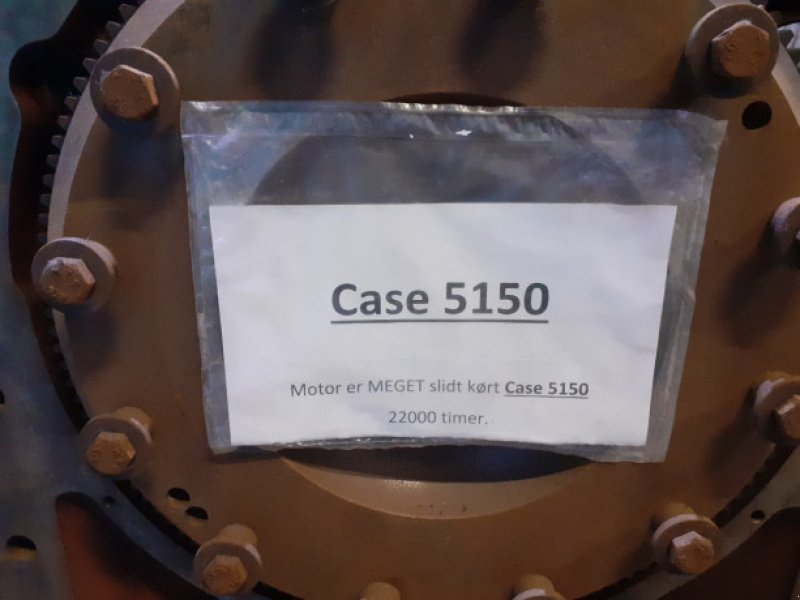 Case 5150
Motor er MEGET slidt kørt Case 5150
22000 timer.